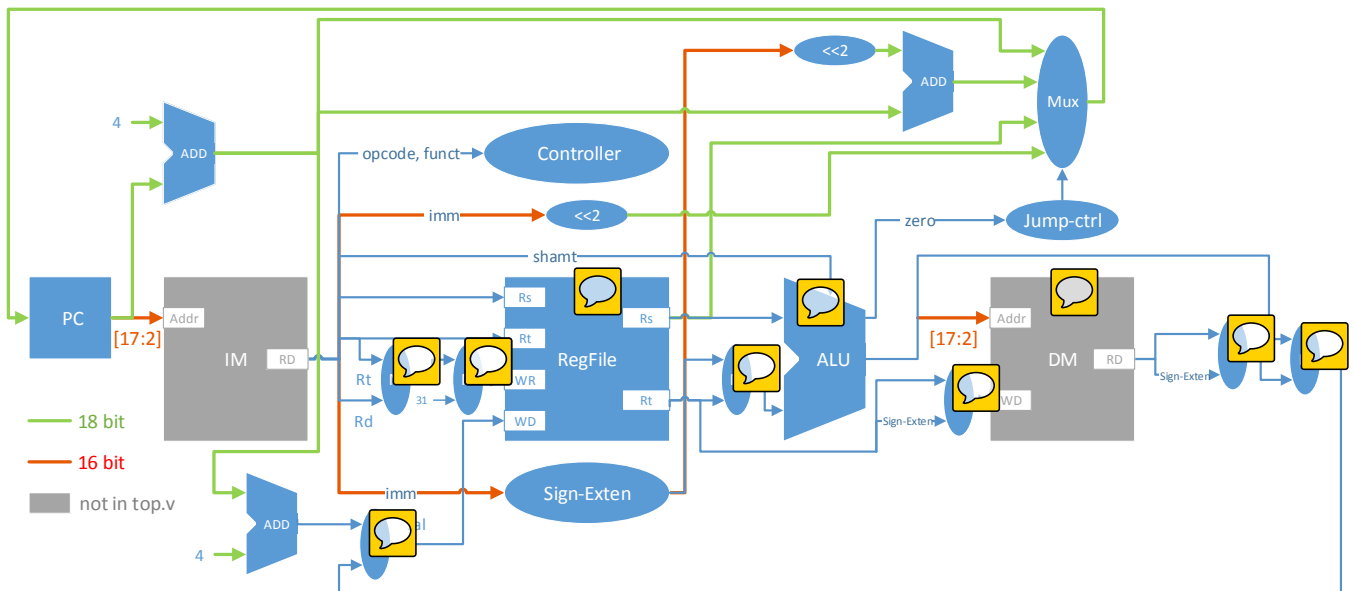 <<2
ADD
Mux
4
ADD
opcode, funct
Controller
imm
<<2
zero
Jump-ctrl
shamt
PC
[17:2]
Addr
IM
RD
Rs
Rt
WR
WD
RegFile
Rs
Rt
Rt
Rd
31
ALU
[17:2]
Addr
DM
RD
WD
Sign-Exten
Sign-Exten
18 bit
16 bit
not in top.v
imm
Sign-Exten
ADD
4